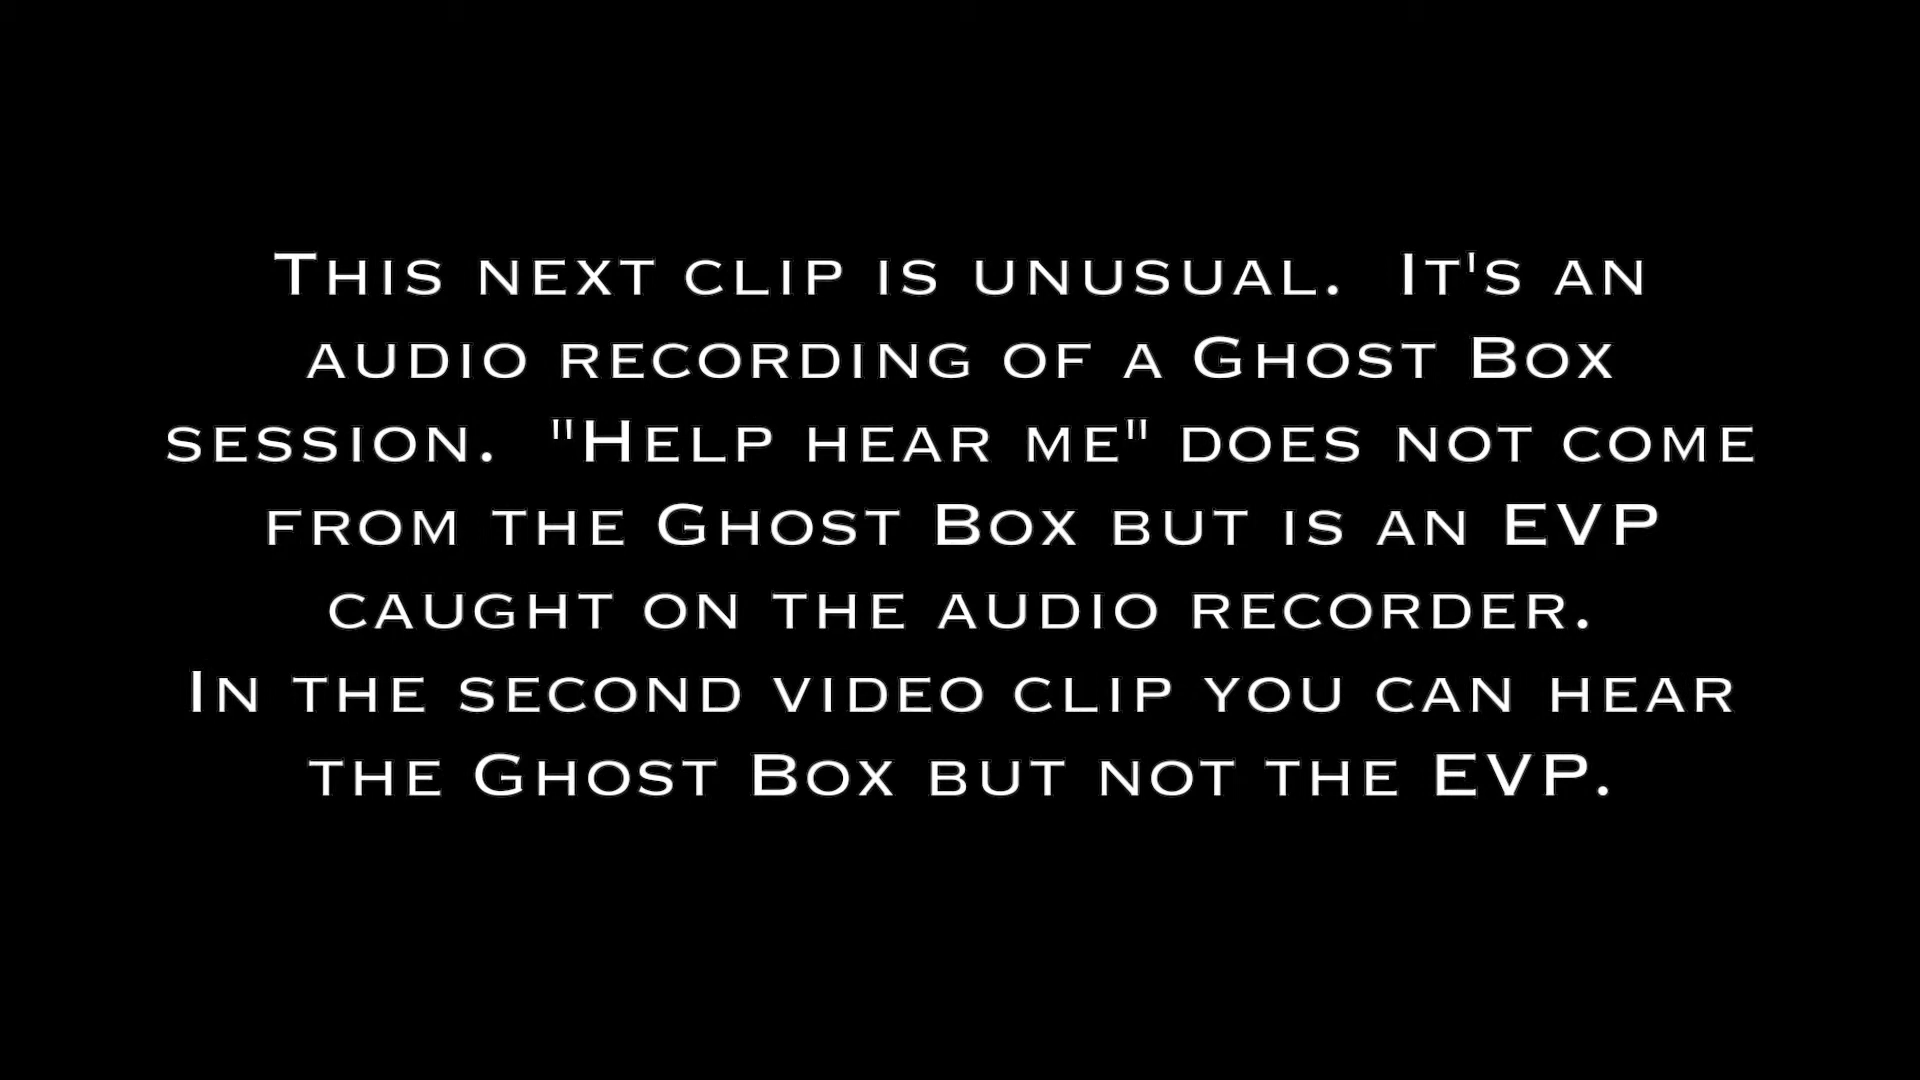 This next clip is unusual.  It's an
audio recording of a Ghost Box
session.  "Help hear me" does not come
from the Ghost Box but is an EVP
caught on the audio recorder.
In the second video clip you can hear
the Ghost Box but not the EVP.